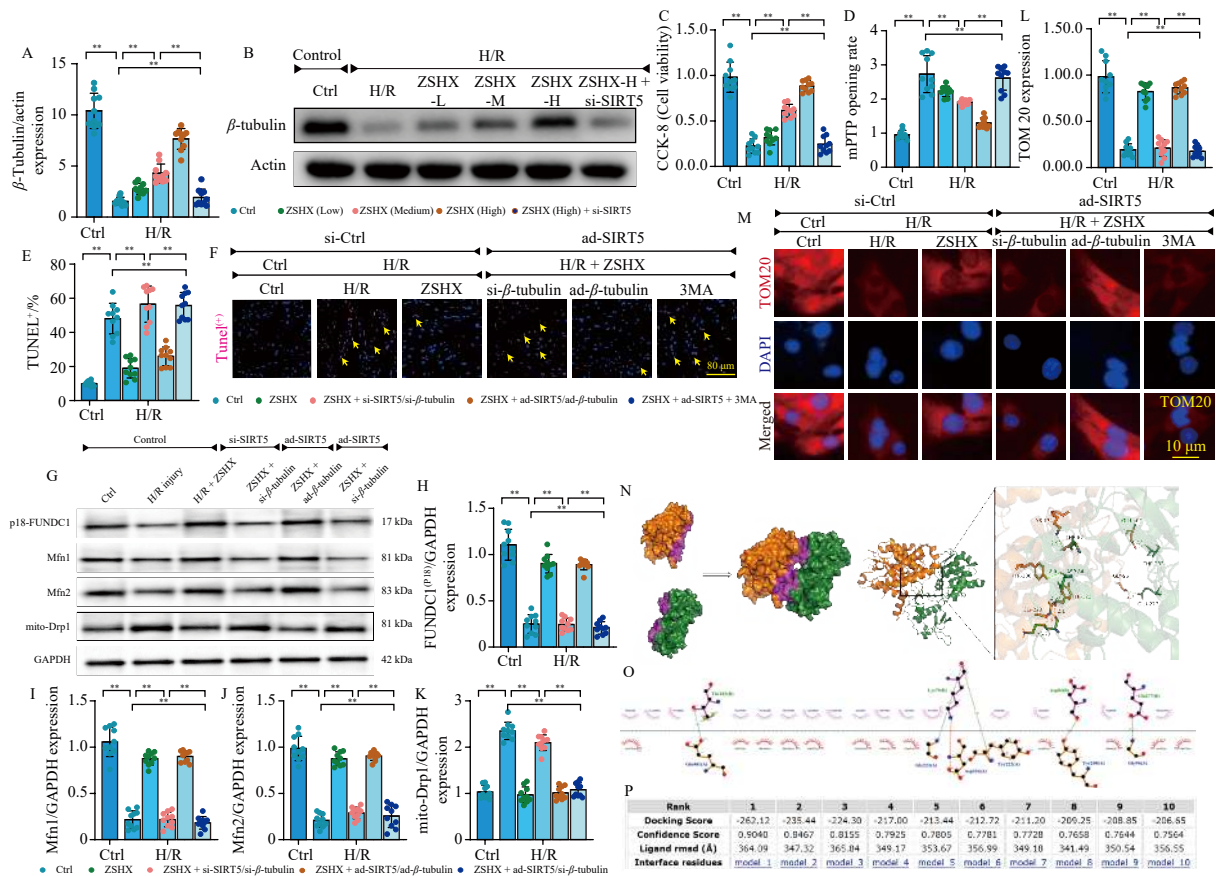 A
**
**
**
**
β-Tubulin/actin
expression
15
10
5
0
Ctrl
H/R
B
Control
H/R
Ctrl
H/R
ZSHX
-L
ZSHX
-M
ZSHX
-H
ZSHX-H +
si-SIRT5
β-tubulin
Actin
Ctrl
ZSHX (Low)
ZSHX (Medium)
ZSHX (High)
ZSHX (High) + si-SIRT5
C
**
**
**
**
CCK-8 (Cell viability)
1.50
1.00
0.50
0.0
Ctrl
H/R
D
**
**
**
**
mPTP opening rate
4
3
2
1
0
Ctrl
H/R
L
**
**
**
**
TOM 20 expression
1.50.0
1.00.0
0.50.0
0.0
Ctrl
H/R
E
**
**
**
**
TUNEL⁺/%
80
60
40
20
0
Ctrl
H/R
F
si-Ctrl
ad-SIRT5
Ctrl
H/R
H/R + ZSHX
Ctrl
H/R
ZSHX
si-β-tubulin
ad-β-tubulin
3MA
Tunel(+)
80 μm
Ctrl
ZSHX
ZSHX + si-SIRT5/si-β-tubulin
ZSHX + ad-SIRT5/ad-β-tubulin
ZSHX + ad-SIRT5 + 3MA
M
si-Ctrl
ad-SIRT5
Ctrl
H/R
H/R + ZSHX
Ctrl
H/R
ZSHX
si-β-tubulin
ad-β-tubulin
3MA
TOM20
DAPI
Merged
TOM20
10 μm
G
Control
si-SIRT5
ad-SIRT5
ad-SIRT5
Ctrl
H/R injury
H/R + ZSHX
ZSHX +
si-β-tubulin
ZSHX +
ad-β-tubulin
ZSHX +
si-β-tubulin
p18-FUNDC1
17 kDa
Mfn1
81 kDa
Mfn2
83 kDa
mito-Drp1
81 kDa
GAPDH
42 kDa
H
**
**
**
**
FUNDC1(P18)/GAPDH
expression
1.5
1.0
0.5
0
Ctrl
H/R
I
**
**
**
**
Mfn1/GAPDH expression
1.5
1.0
0.5
0
Ctrl
H/R
J
**
**
**
**
Mfn2/GAPDH expression
1.5
1.0
0.5
0
Ctrl
H/R
K
**
**
**
**
mito-Drp1/GAPDH
expression
3
2
1
0
Ctrl
H/R
Ctrl
ZSHX
ZSHX + si-SIRT5/si-β-tubulin
ZSHX + ad-SIRT5/ad-β-tubulin
ZSHX + ad-SIRT5/si-β-tubulin
N
O
P
Rank 1 2 3 4 5 6 7 8 9 10
Docking Score -262.12 -235.44 -224.30 -217.00 -213.44 -212.72 -211.20 -209.25 -208.85 -206.65
Confidence Score 0.9040 0.8467 0.8155 0.7925 0.7805 0.7781 0.7728 0.7658 0.7644 0.7564
Ligand rmsd (Å) 364.09 347.32 365.84 349.17 353.67 356.99 349.18 341.49 350.54 356.55
Interface residues model_1 model_2 model_3 model_4 model_5 model_6 model_7 model_8 model_9 model_10